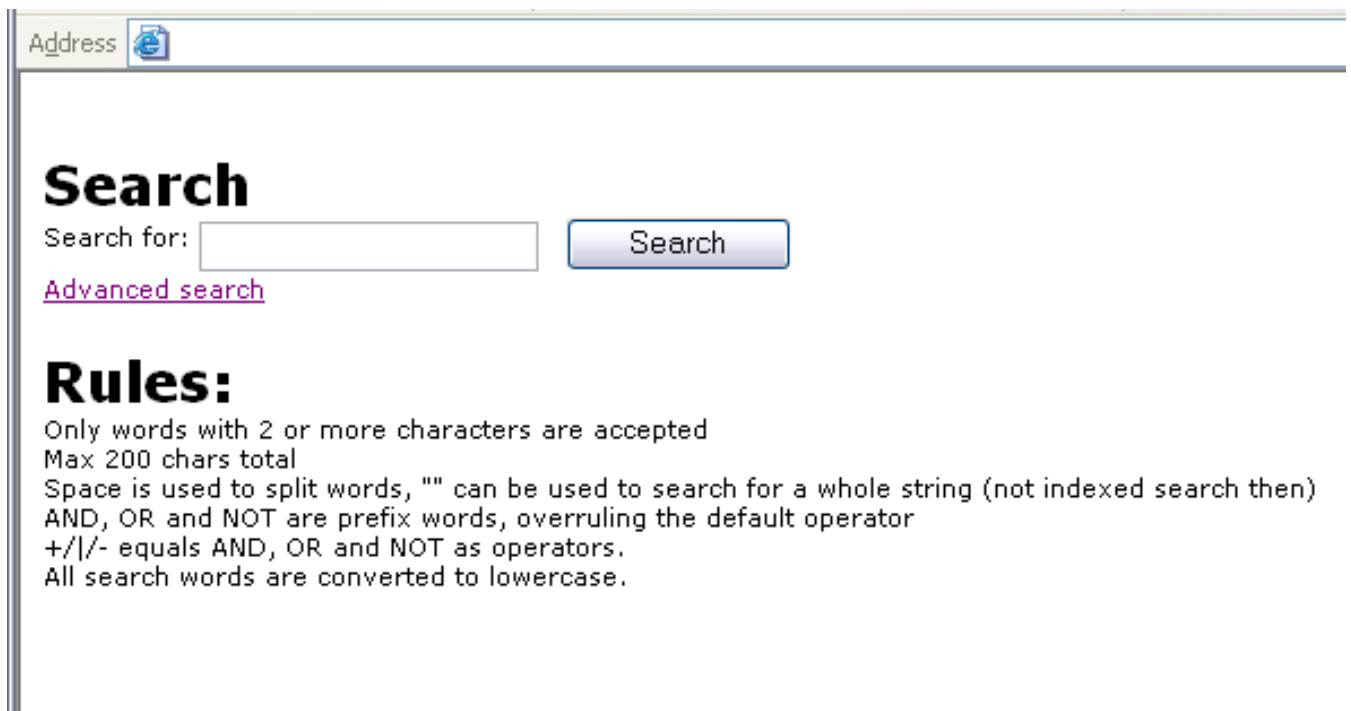 Address
Search
Search for: Search
Advanced search
Rules:
Only words with 2 or more characters are accepted
Max 200 chars total
Space is used to split words, "" can be used to search for a whole string (not indexed search then)
AND, OR and NOT are prefix words, overruling the default operator
+/|/- equals AND, OR and NOT as operators.
All search words are converted to lowercase.